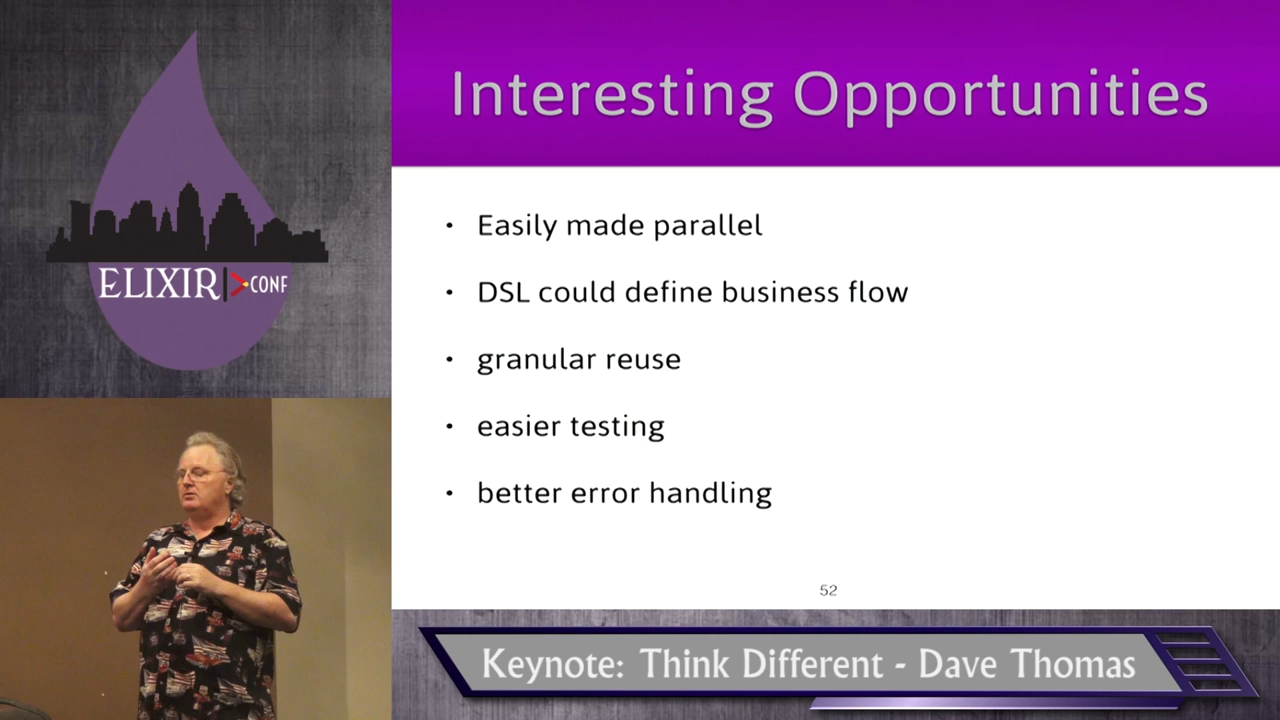 ELIXIR|>CONF
Interesting Opportunities
• Easily made parallel
• DSL could define business flow
• granular reuse
• easier testing
• better error handling
52
Keynote: Think Different - Dave Thomas